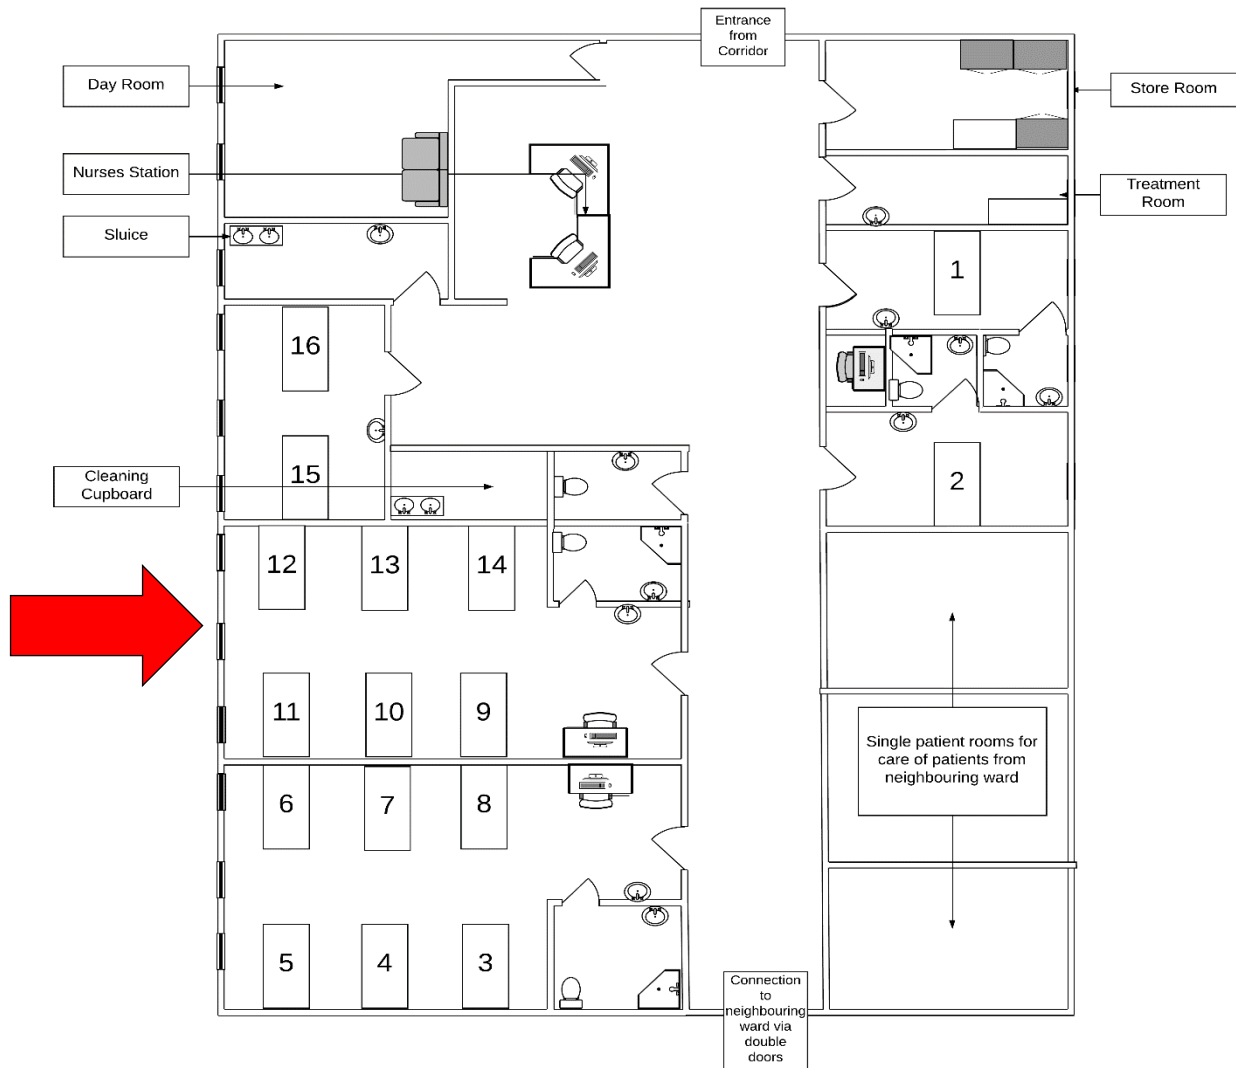 Entrance
from
Corridor
Day Room
Store Room
Nurses Station
Treatment
Room
Sluice
1
16
15
2
Cleaning
Cupboard
12
13
14
11
10
9
Single patient rooms for
care of patients from
neighbouring ward
6
7
8
5
4
3
Connection
to
neighbouring
ward via
double
doors